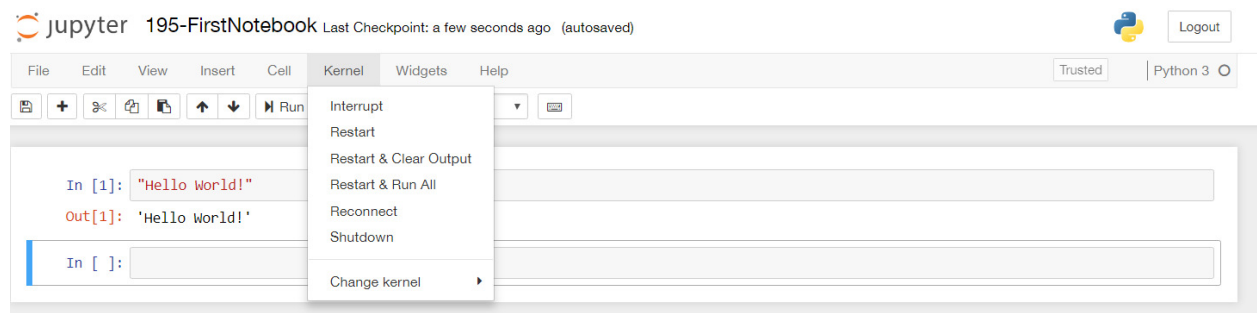 jupyter 195-FirstNotebook Last Checkpoint: a few seconds ago (autosaved) Logout
File Edit View Insert Cell Kernel Widgets Help Trusted Python 3
Run
Interrupt
Restart
Restart & Clear Output
Restart & Run All
Reconnect
Shutdown
Change kernel
In [1]: "Hello World!"
Out[1]: 'Hello World!'
In [ ]: